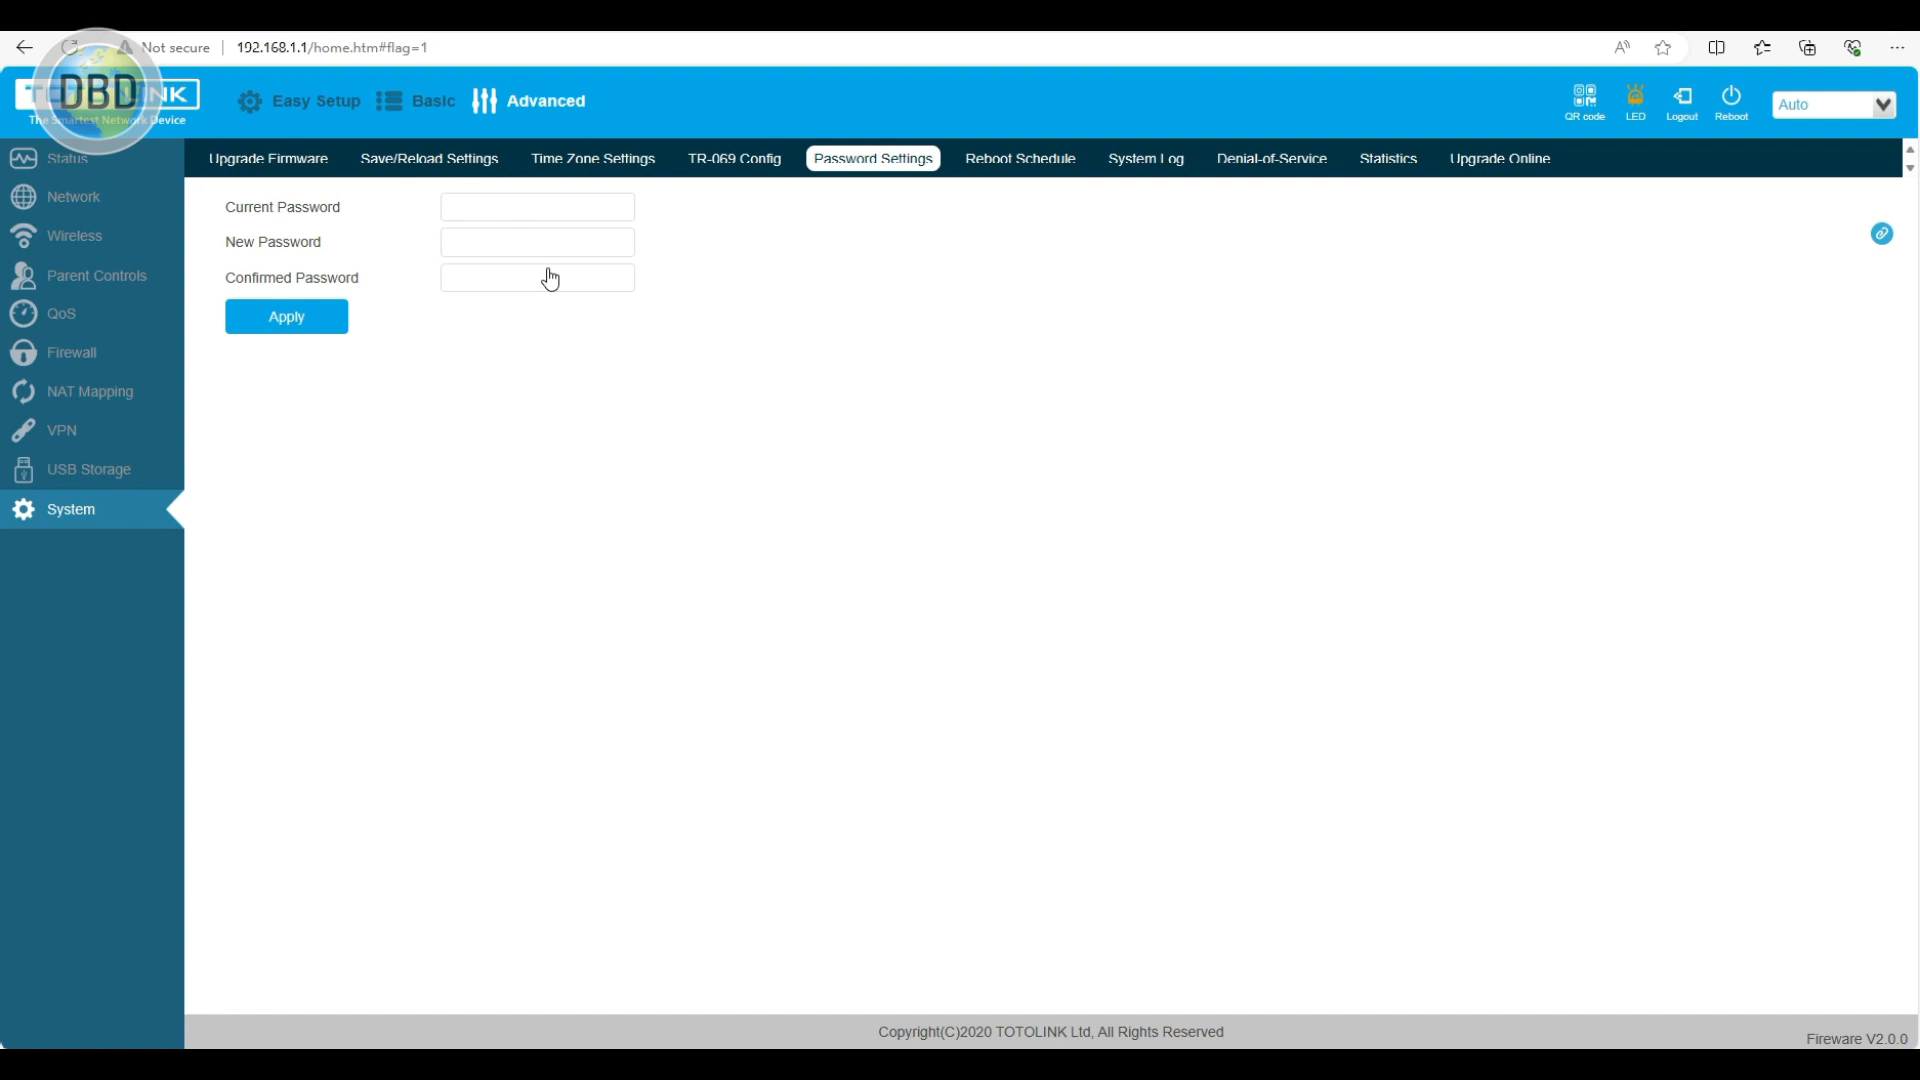 Not secure 192.168.1.1/home.htm#flag=1
DBD
NK
Easy Setup Basic Advanced
QR code LED Logout Reboot Auto
The Smartest Network Device
Status Upgrade Firmware Save/Reload Settings Time Zone Settings TR-069 Config Password Settings Reboot Schedule System Log Denial-of-Service Statistics Upgrade Online
Network
Wireless
Parent Controls
QoS
Firewall
NAT Mapping
VPN
USB Storage
System
Current Password
New Password
Confirmed Password
Apply
Copyright(C)2020 TOTOLINK Ltd, All Rights Reserved
Fireware V2.0.0